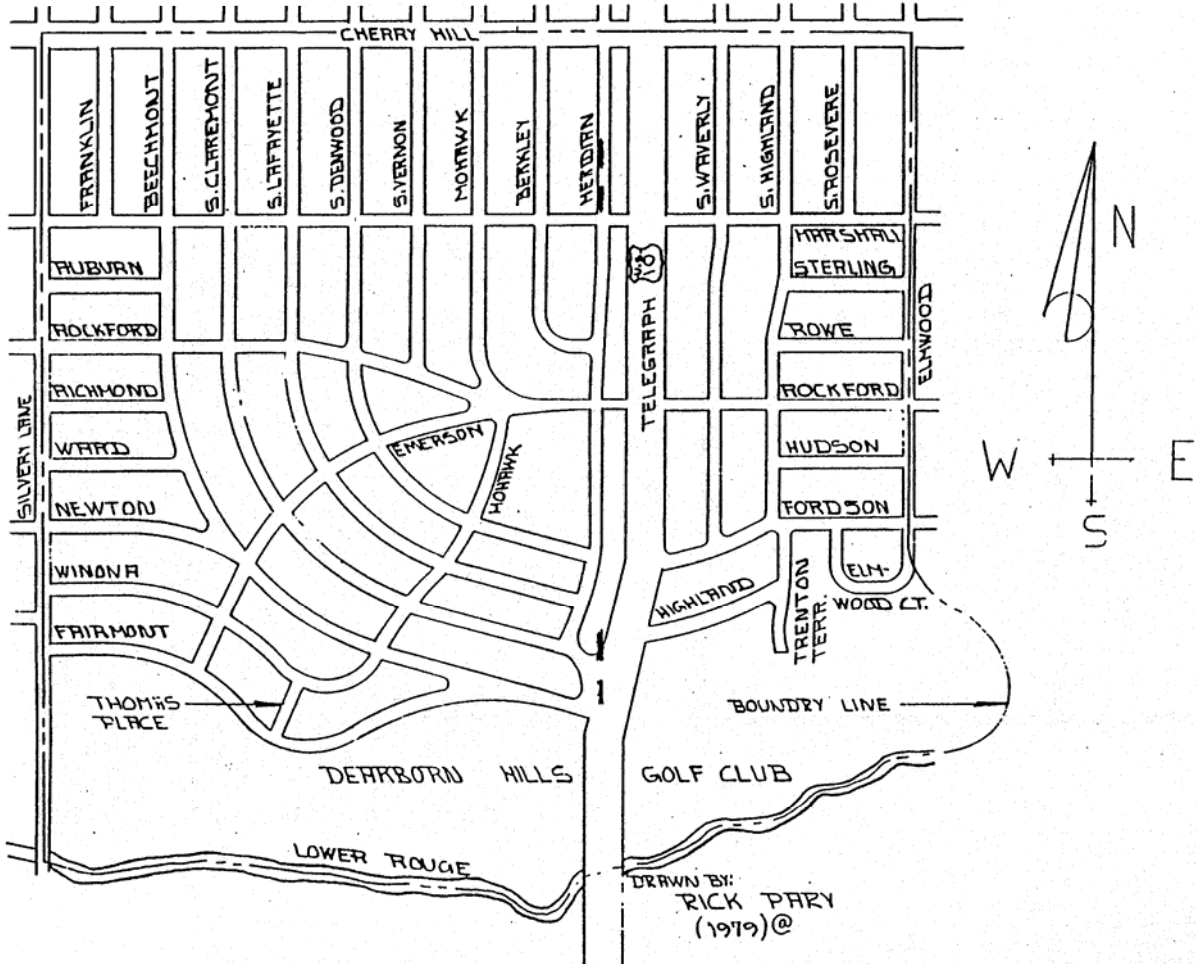 CHERRY HILL
FRANKLIN
BEECHMONT
S. CLAREMONT
S. LAFAYETTE
S. DENWOOD
S. VERNON
MOHAWK
BERKLEY
MERIDIAN
S. WAVERLY
S. HIGHLAND
S. ROSEVERE
N
AUBURN
MARSHALL
STERLING
U.S.
10
ROCKFORD
ROWE
TELEGRAPH
ELMWOOD
RICHMOND
ROCKFORD
SILVERY LANE
WARD
EMERSON
MOHAWK
HUDSON
W
E
NEWTON
FORDSON
S
WINONA
HIGHLAND
TRENTON
TERR.
ELM-
WOOD CT.
FAIRMONT
THOMAS
PLACE
BOUNDRY LINE
DEARBORN HILLS GOLF CLUB
LOWER ROUGE
DRAWN BY:
RICK PARY
(1979)@